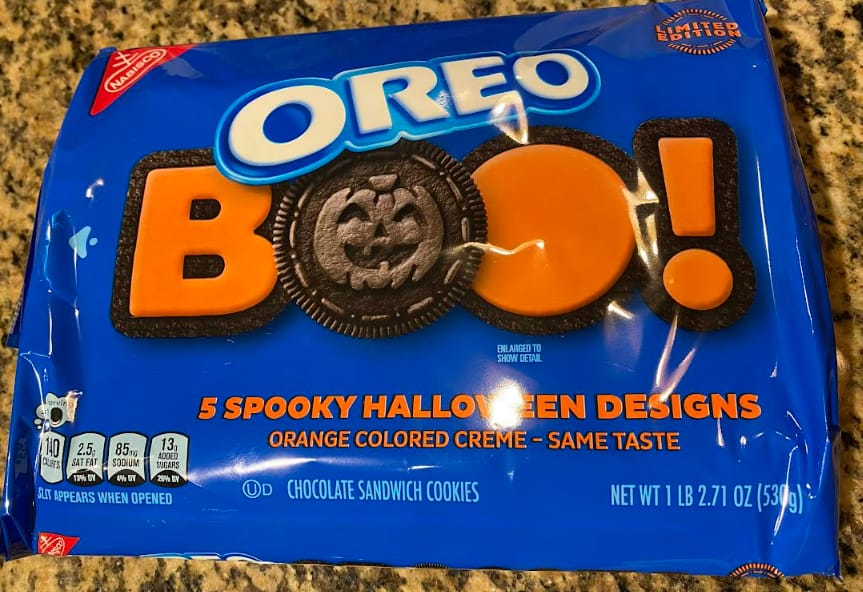 NABISCO
LIMITED
EDITION
OREO
BOO!
ENLARGED TO
SHOW DETAIL
5 SPOOKY HALLOWEEN DESIGNS
ORANGE COLORED CREME - SAME TASTE
140 2.5g 85mg 13g
SAT FAT SODIUM ADDED
SUGARS
13% DV 4% DV 26% DV
SLIT APPEARS WHEN OPENED
UD CHOCOLATE SANDWICH COOKIES
NET WT 1 LB 2.71 OZ